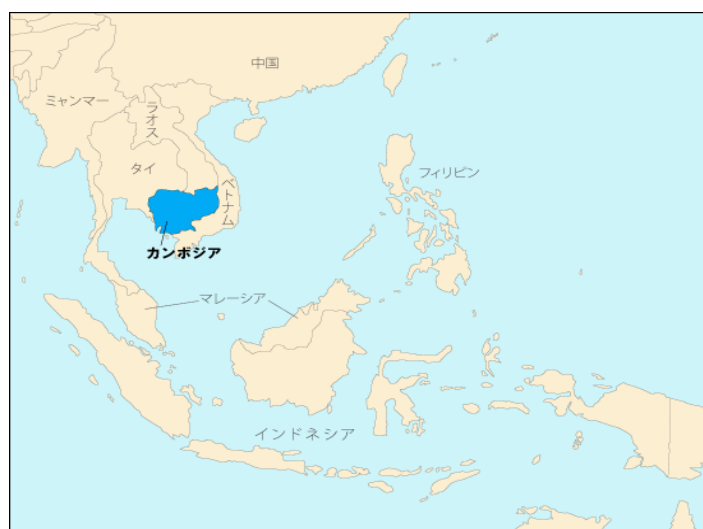 中国
ミャンマー
ラオス
タイ
ベトナム
フィリピン
カンボジア
マレーシア
インドネシア